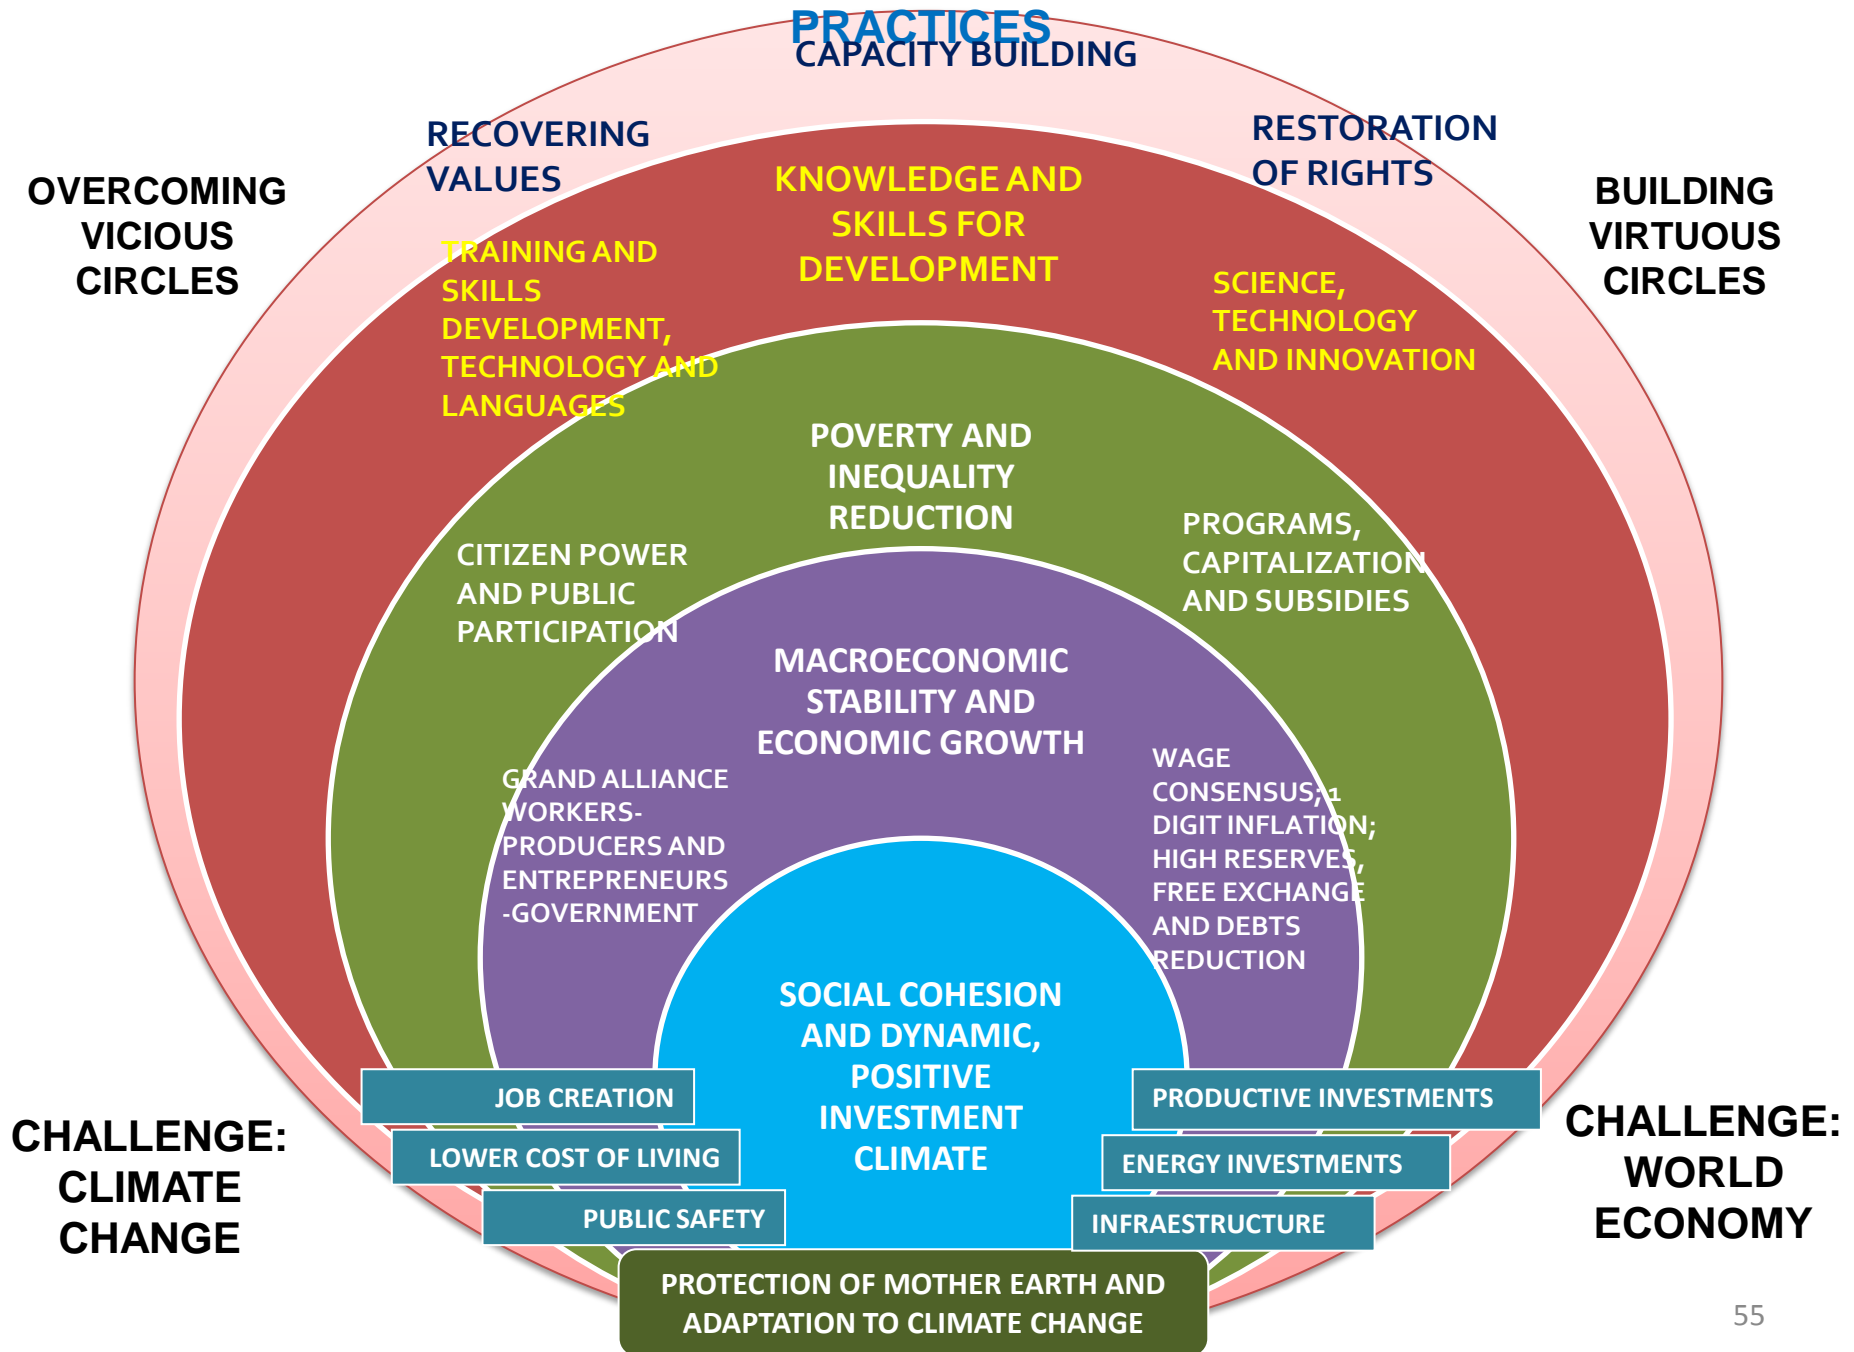 PRACTICES
CAPACITY BUILDING
RECOVERING
VALUES
RESTORATION
OF RIGHTS
OVERCOMING
VICIOUS
CIRCLES
KNOWLEDGE AND
SKILLS FOR
DEVELOPMENT
BUILDING
VIRTUOUS
CIRCLES
TRAINING AND
SKILLS
DEVELOPMENT,
TECHNOLOGY AND
LANGUAGES
SCIENCE,
TECHNOLOGY
AND INNOVATION
POVERTY AND
INEQUALITY
REDUCTION
CITIZEN POWER
AND PUBLIC
PARTICIPATION
PROGRAMS,
CAPITALIZATION
AND SUBSIDIES
MACROECONOMIC
STABILITY AND
ECONOMIC GROWTH
GRAND ALLIANCE
WORKERS-
PRODUCERS AND
ENTREPRENEURS
-GOVERNMENT
WAGE
CONSENSUS; 1
DIGIT INFLATION;
HIGH RESERVES,
FREE EXCHANGE
AND DEBTS
REDUCTION
SOCIAL COHESION
AND DYNAMIC,
POSITIVE
INVESTMENT
CLIMATE
JOB CREATION
LOWER COST OF LIVING
PUBLIC SAFETY
PRODUCTIVE INVESTMENTS
ENERGY INVESTMENTS
INFRAESTRUCTURE
CHALLENGE:
CLIMATE
CHANGE
CHALLENGE:
WORLD
ECONOMY
PROTECTION OF MOTHER EARTH AND
ADAPTATION TO CLIMATE CHANGE
55